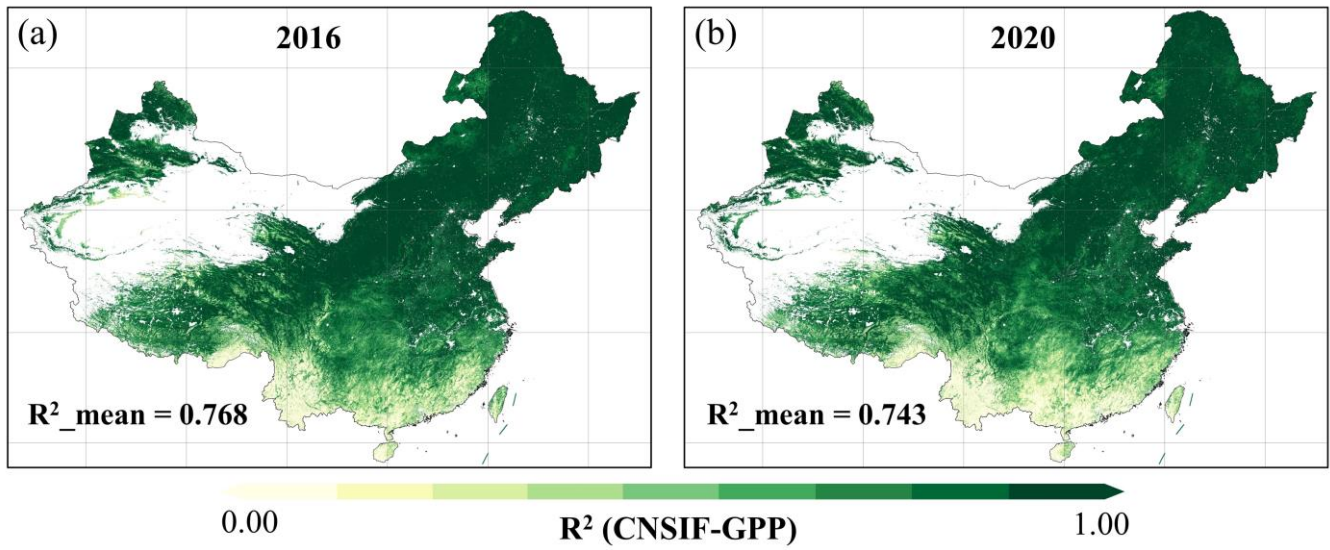 (a)
2016
R²_mean = 0.768
(b)
2020
R²_mean = 0.743
0.00
R² (CNSIF-GPP)
1.00